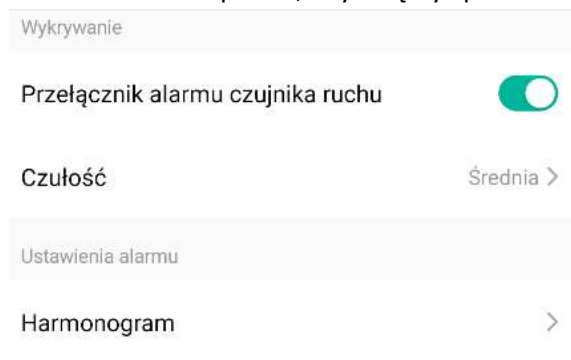 Wykrywanie
Przełącznik alarmu czujnika ruchu
Czułość
Średnia >
Ustawienia alarmu
Harmonogram >